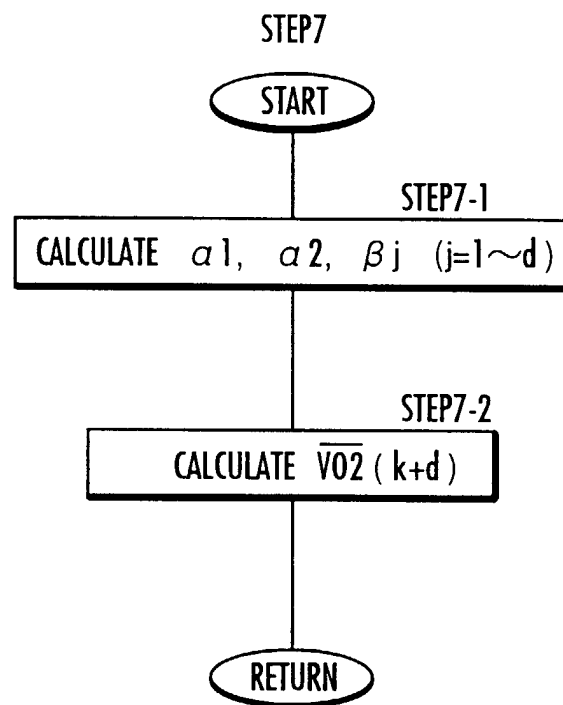 STEP7
START
STEP7-1
CALCULATE α1, α2, βj (j=1~d)
STEP7-2
CALCULATE V̅O̅2̅ (k+d)
RETURN